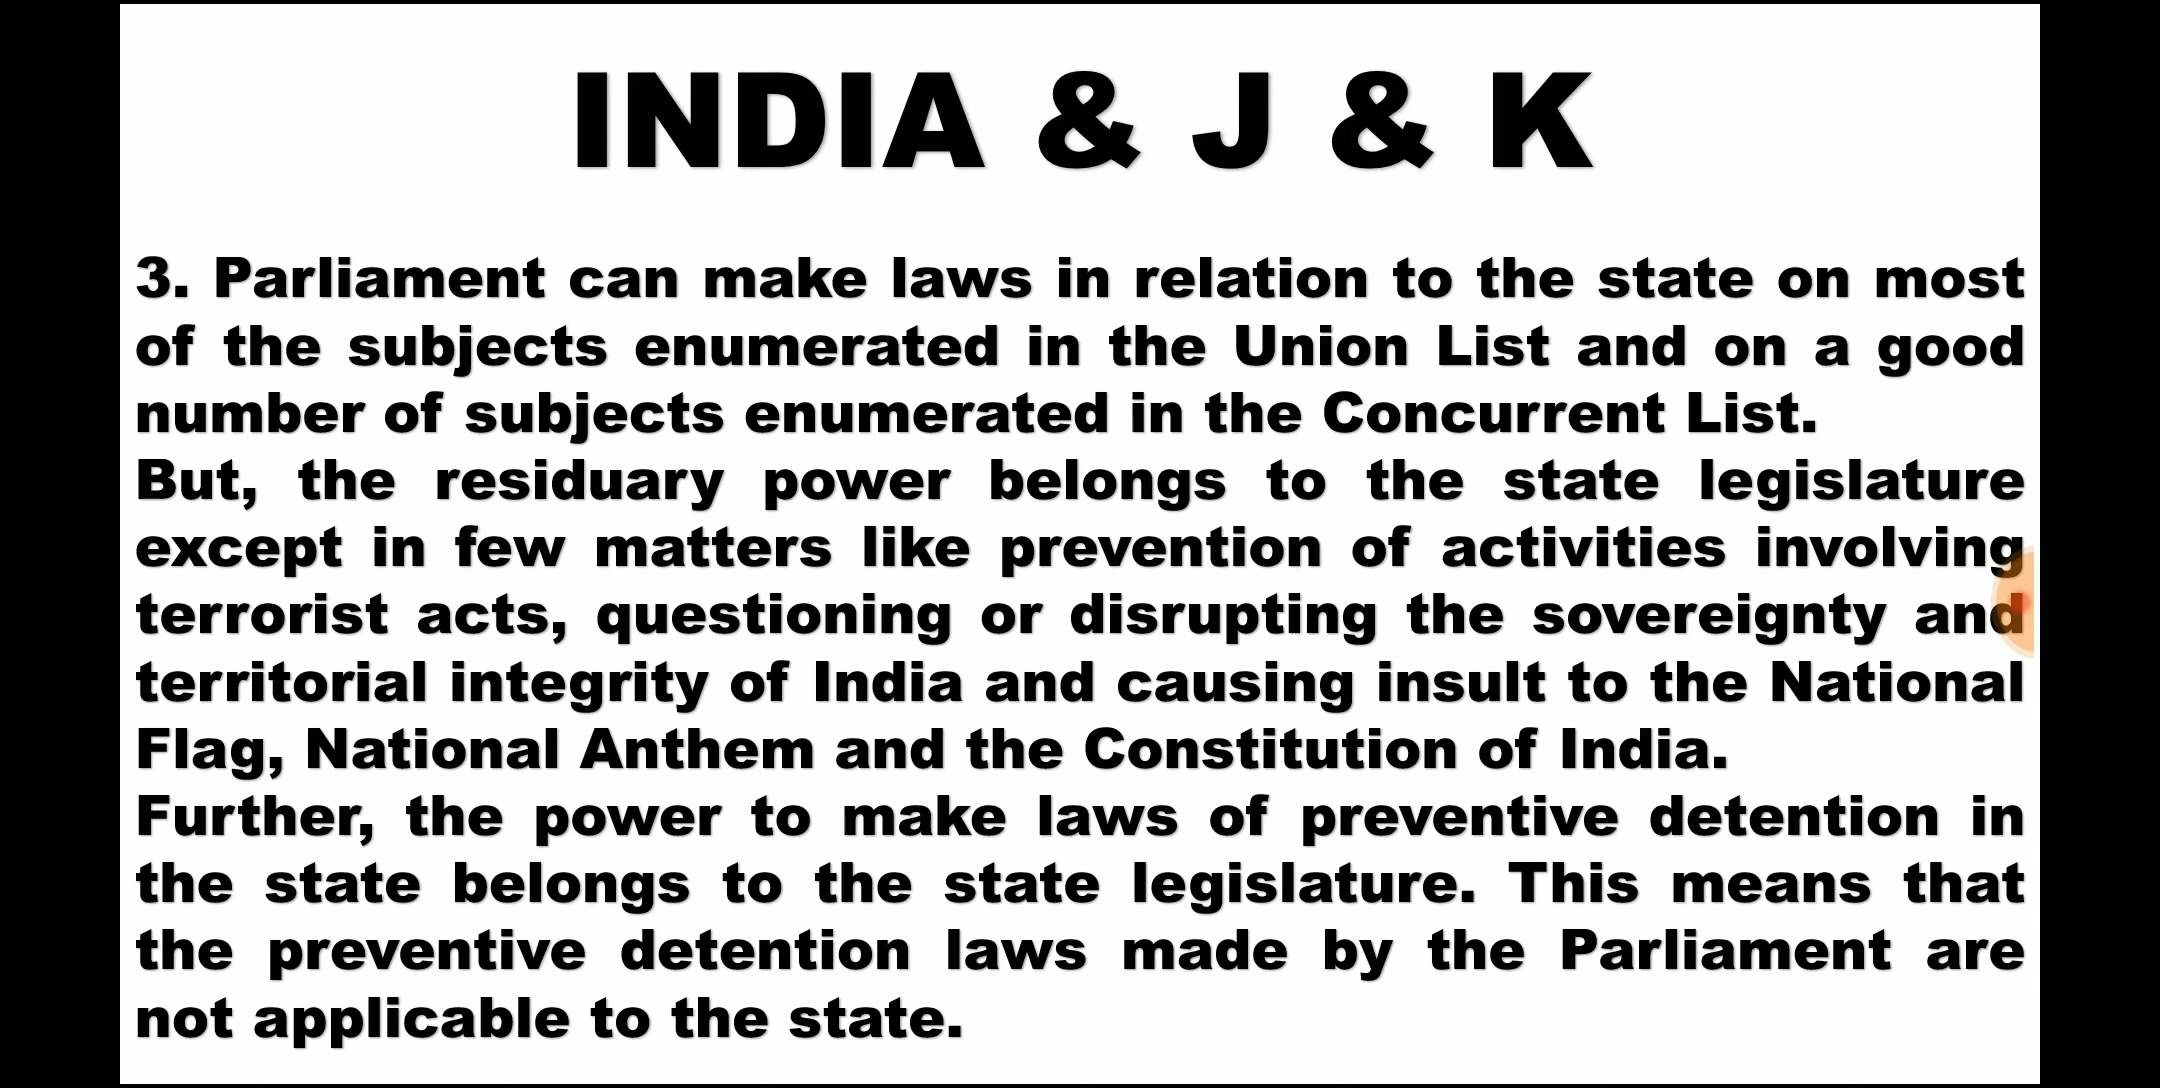 INDIA & J & K
3. Parliament can make laws in relation to the state on most
of the subjects enumerated in the Union List and on a good
number of subjects enumerated in the Concurrent List.
But, the residuary power belongs to the state legislature
except in few matters like prevention of activities involving
terrorist acts, questioning or disrupting the sovereignty and
territorial integrity of India and causing insult to the National
Flag, National Anthem and the Constitution of India.
Further, the power to make laws of preventive detention in
the state belongs to the state legislature. This means that
the preventive detention laws made by the Parliament are
not applicable to the state.